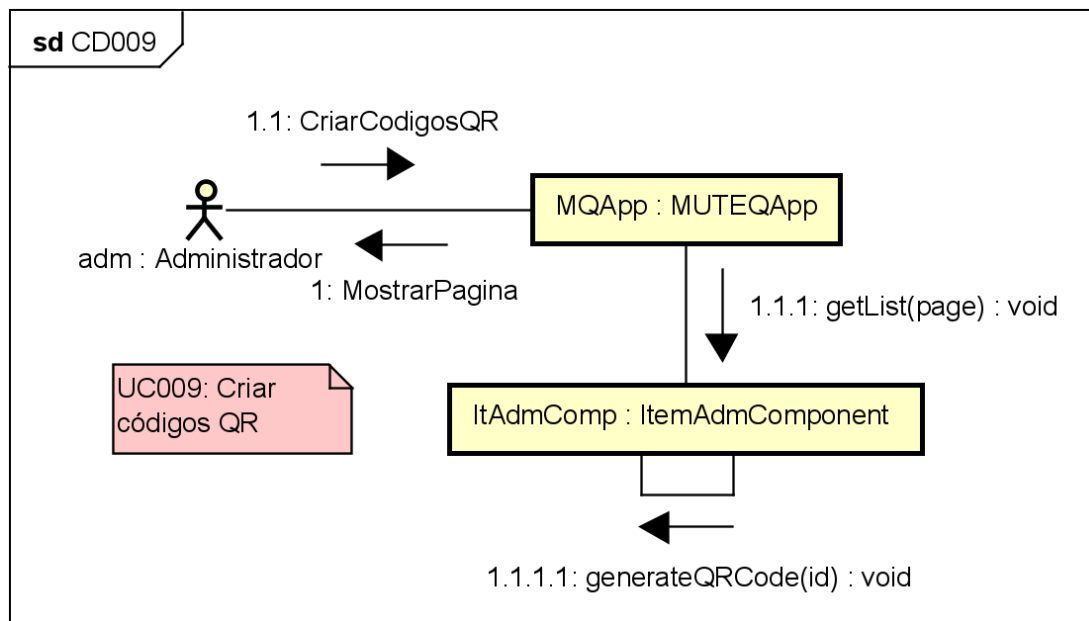 sd CD009
1.1: CriarCodigosQR
MQApp : MUTEQApp
adm : Administrador
1: MostrarPagina
1.1.1: getList(page) : void
UC009: Criar
códigos QR
ItAdmComp : ItemAdmComponent
1.1.1.1: generateQRCode(id) : void